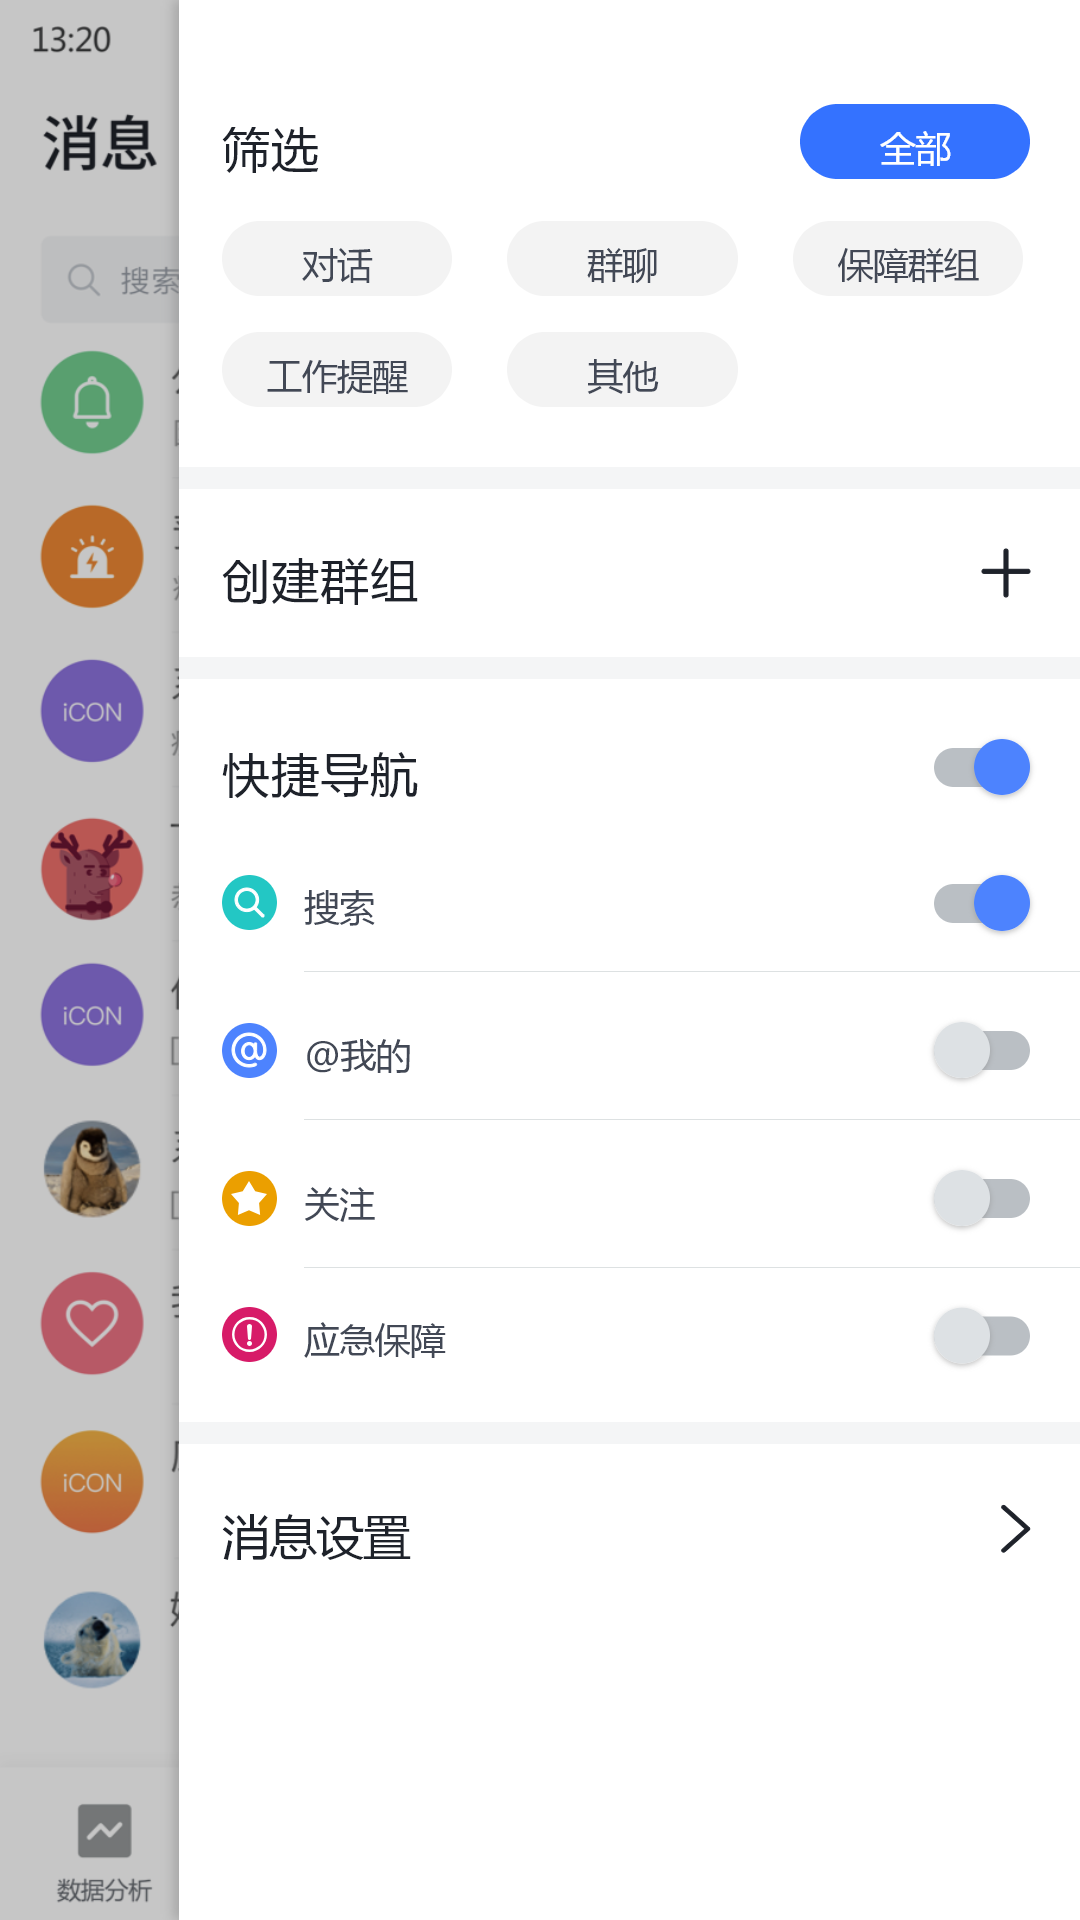 13:20
消息
搜索
iCON
iCON
iCON
数据分析
筛选
全部
对话
群聊
保障群组
工作提醒
其他
创建群组
快捷导航
搜索
@我的
关注
应急保障
消息设置